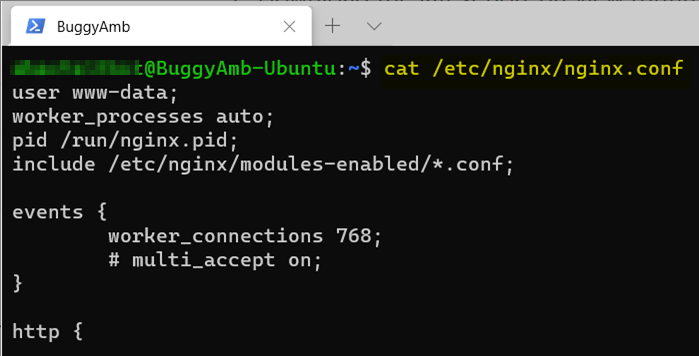 BuggyAmb
@BuggyAmb-Ubuntu:~$ cat /etc/nginx/nginx.conf
user www-data;
worker_processes auto;
pid /run/nginx.pid;
include /etc/nginx/modules-enabled/*.conf;
events {
worker_connections 768;
# multi_accept on;
}
http {